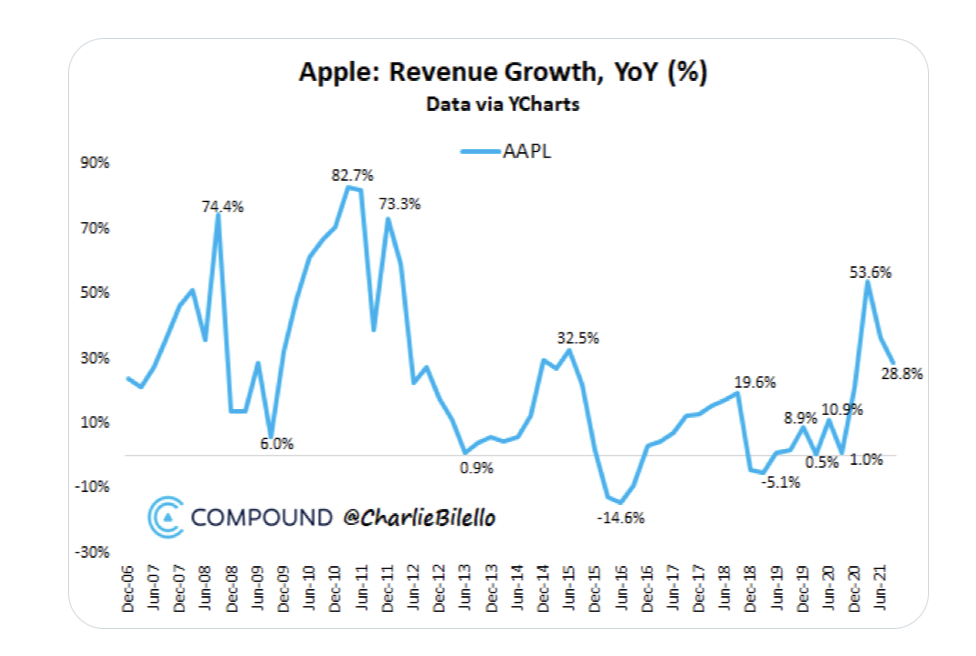 Apple: Revenue Growth, YoY (%)
Data via YCharts
AAPL
90%
70%
50%
30%
10%
-10%
-30%
74.4%
6.0%
82.7%
73.3%
0.9%
32.5%
-14.6%
19.6%
-5.1%
8.9%
0.5%
10.9%
1.0%
53.6%
28.8%
COMPOUND @CharlieBilello
Dec-06
Jun-07
Dec-07
Jun-08
Dec-08
Jun-09
Dec-09
Jun-10
Dec-10
Jun-11
Dec-11
Jun-12
Dec-12
Jun-13
Dec-13
Jun-14
Dec-14
Jun-15
Dec-15
Jun-16
Dec-16
Jun-17
Dec-17
Jun-18
Dec-18
Jun-19
Dec-19
Jun-20
Dec-20
Jun-21